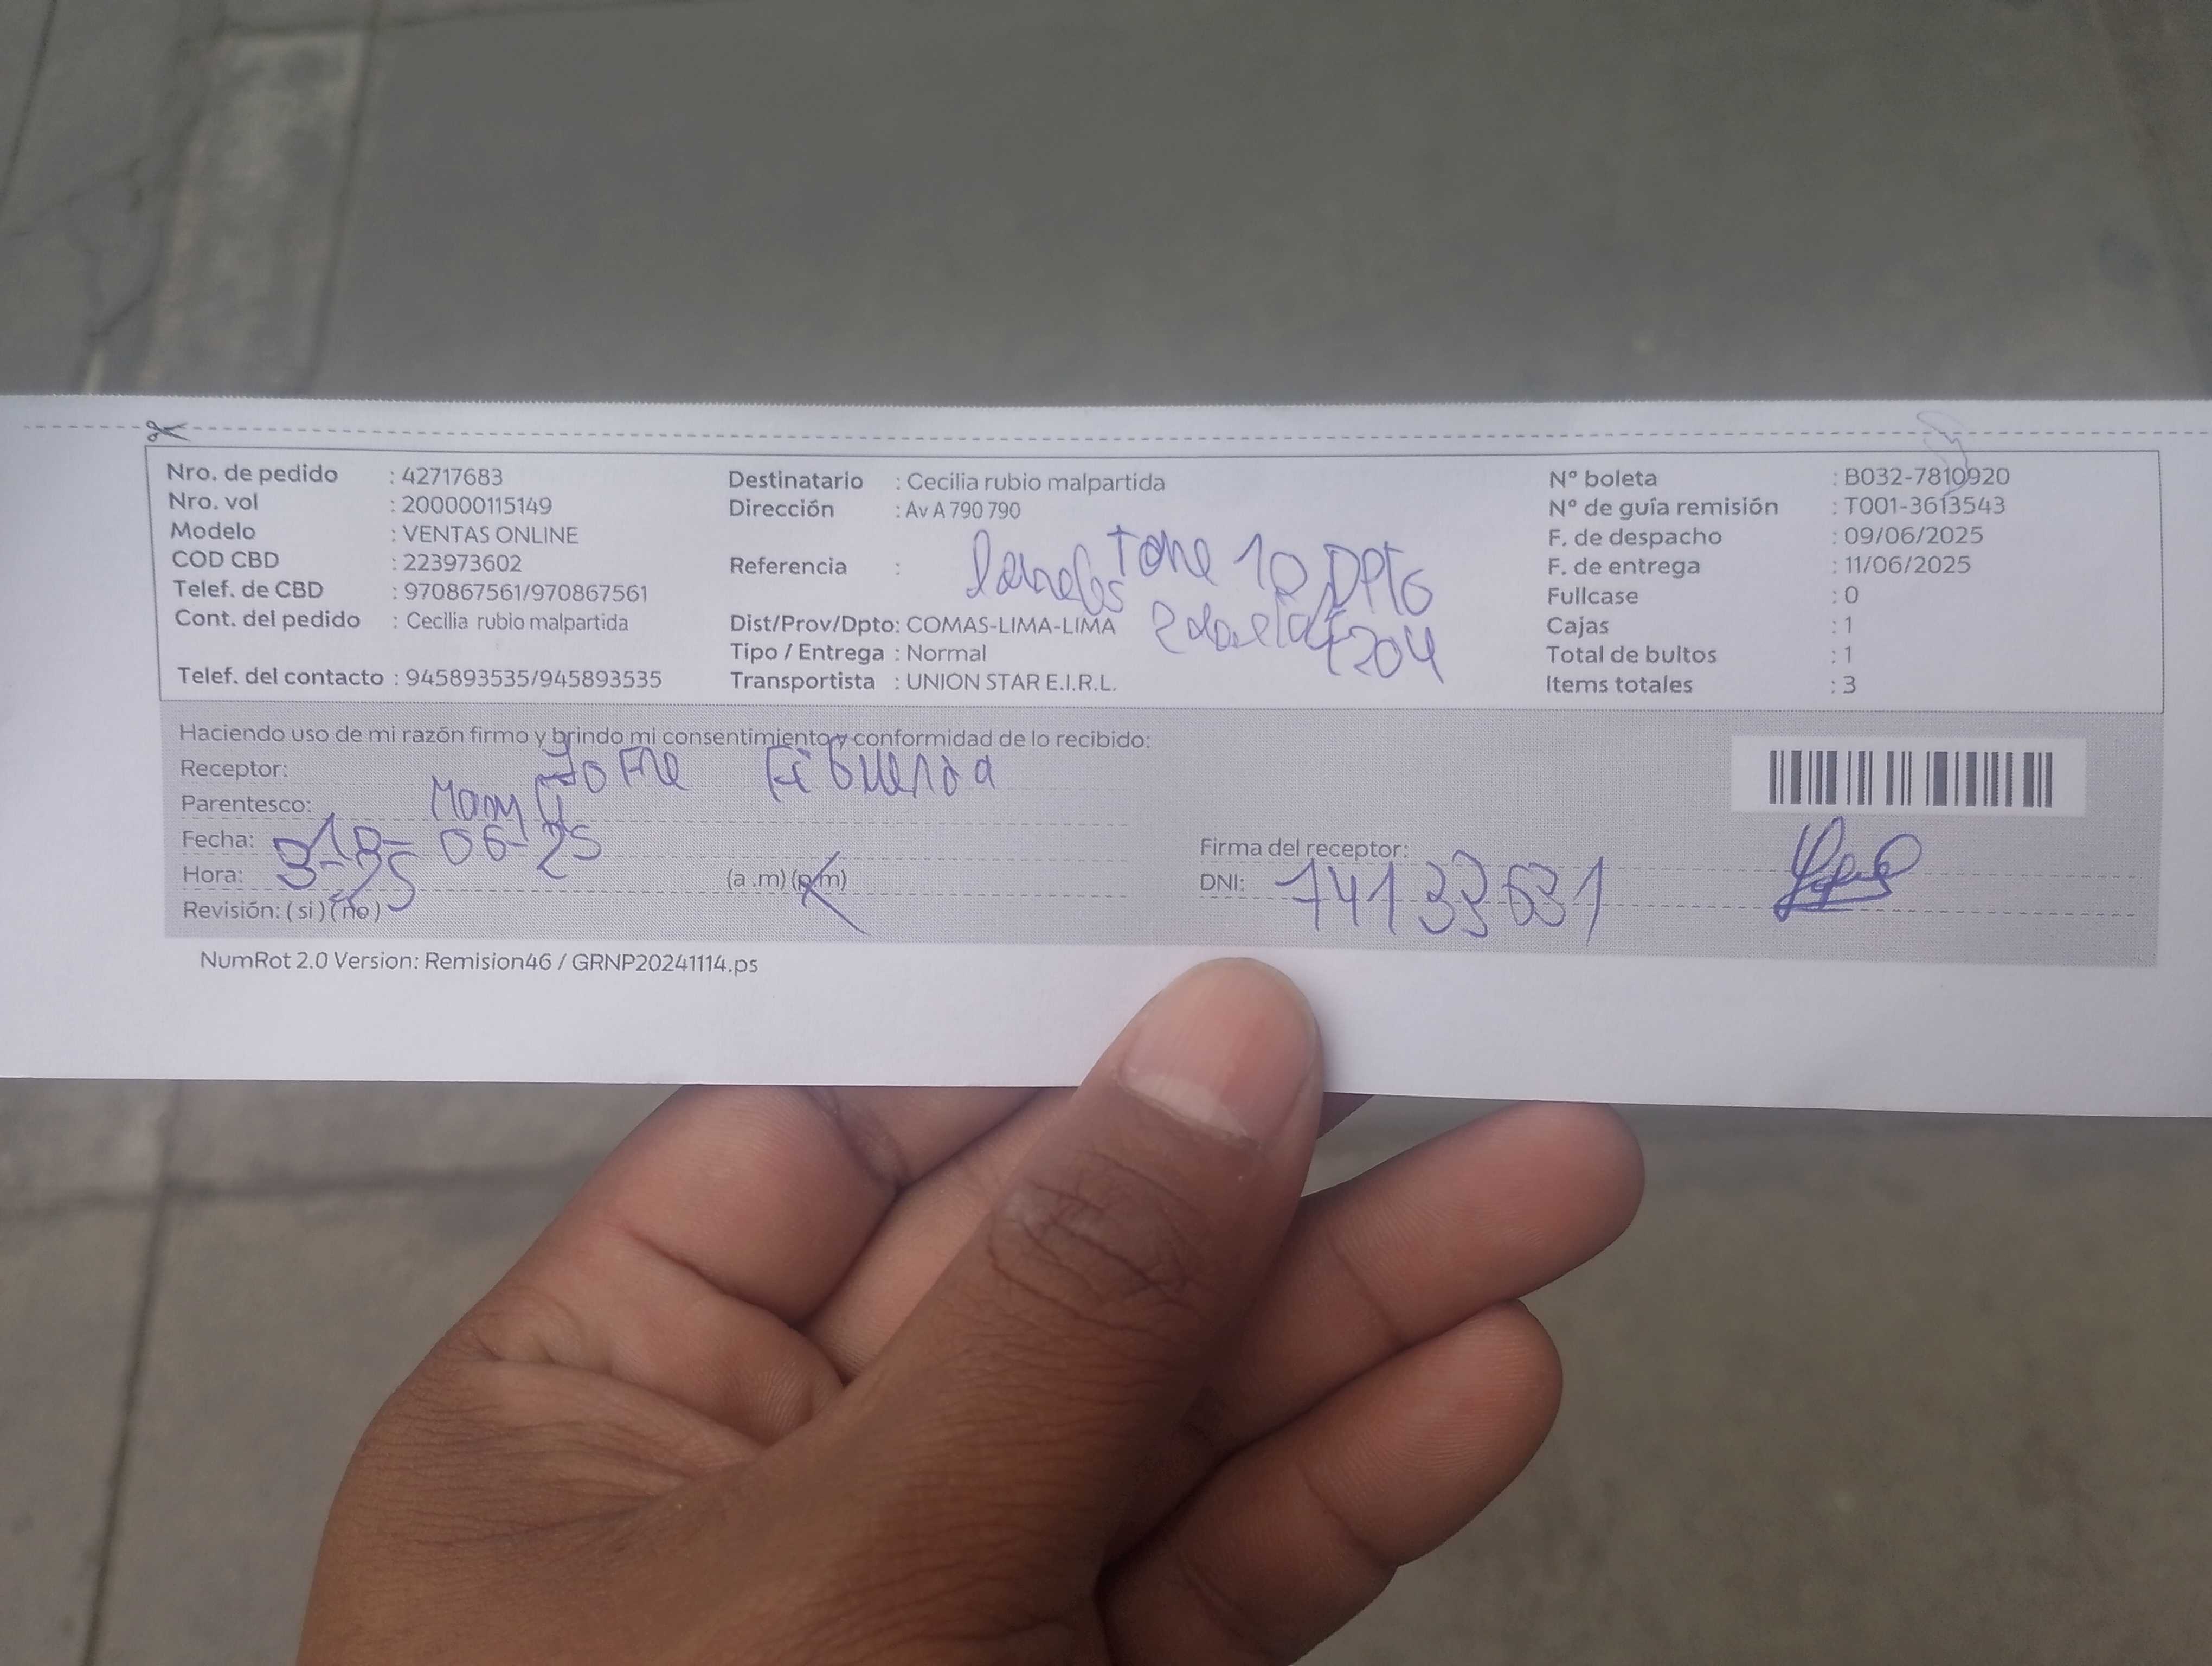 Nro. de pedido : 42717683
Nro. vol : 200000115149
Modelo : VENTAS ONLINE
COD CBD : 223973602
Telef. de CBD : 970867561/970867561
Cont. del pedido : Cecilia rubio malpartida
Telef. del contacto : 945893535/945893535
Destinatario : Cecilia rubio malpartida
Dirección : Av A 790 790
Referencia :
Torre 10 DPto
204
Dist/Prov/Dpto: COMAS-LIMA-LIMA
Tipo / Entrega : Normal
Transportista : UNION STAR E.I.R.L.
N° boleta : B032-7810920
N° de guía remisión : T001-3613543
F. de despacho : 09/06/2025
F. de entrega : 11/06/2025
Fullcase : 0
Cajas : 1
Total de bultos : 1
Items totales : 3
Haciendo uso de mi razón firmo y brindo mi consentimiento y conformidad de lo recibido:
Receptor:
Parentesco:
Fecha: 10-06-25
Hora: (a .m) (p.m)
Revisión: ( si ) ( no )
Firma del receptor:
DNI: 74133631
NumRot 2.0 Version: Remision46 / GRNP20241114.ps